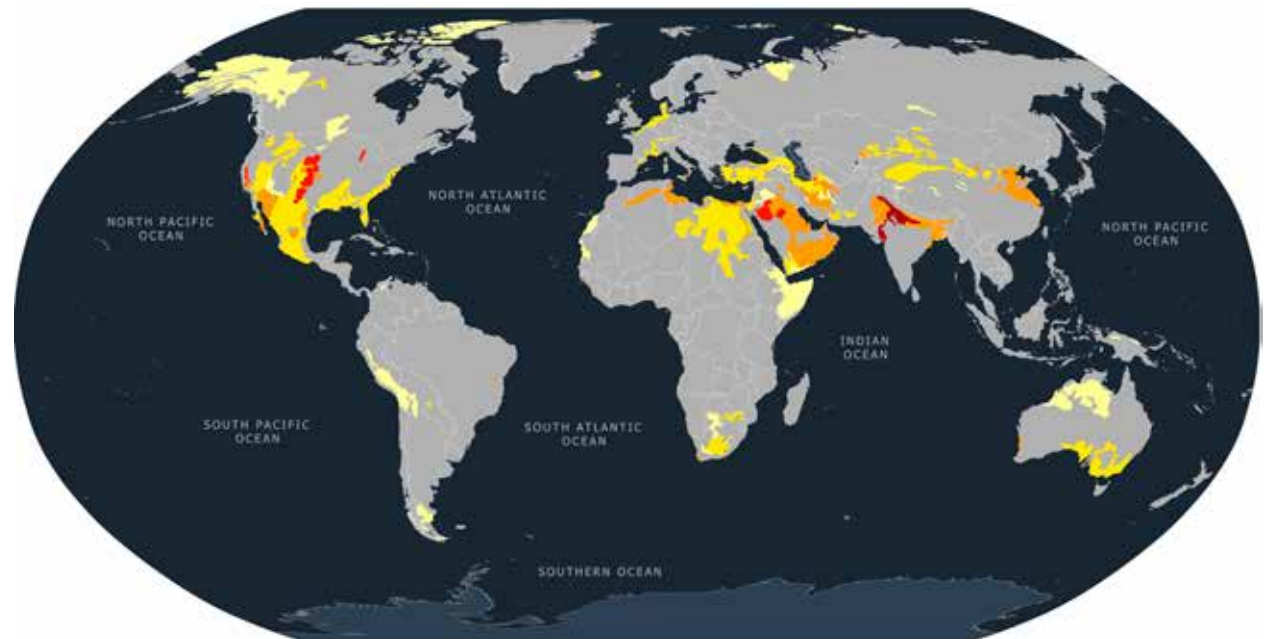 NORTH ATLANTIC
OCEAN
NORTH PACIFIC
OCEAN
NORTH PACIFIC
OCEAN
INDIAN
OCEAN
SOUTH PACIFIC
OCEAN
SOUTH ATLANTIC
OCEAN
SOUTHERN OCEAN